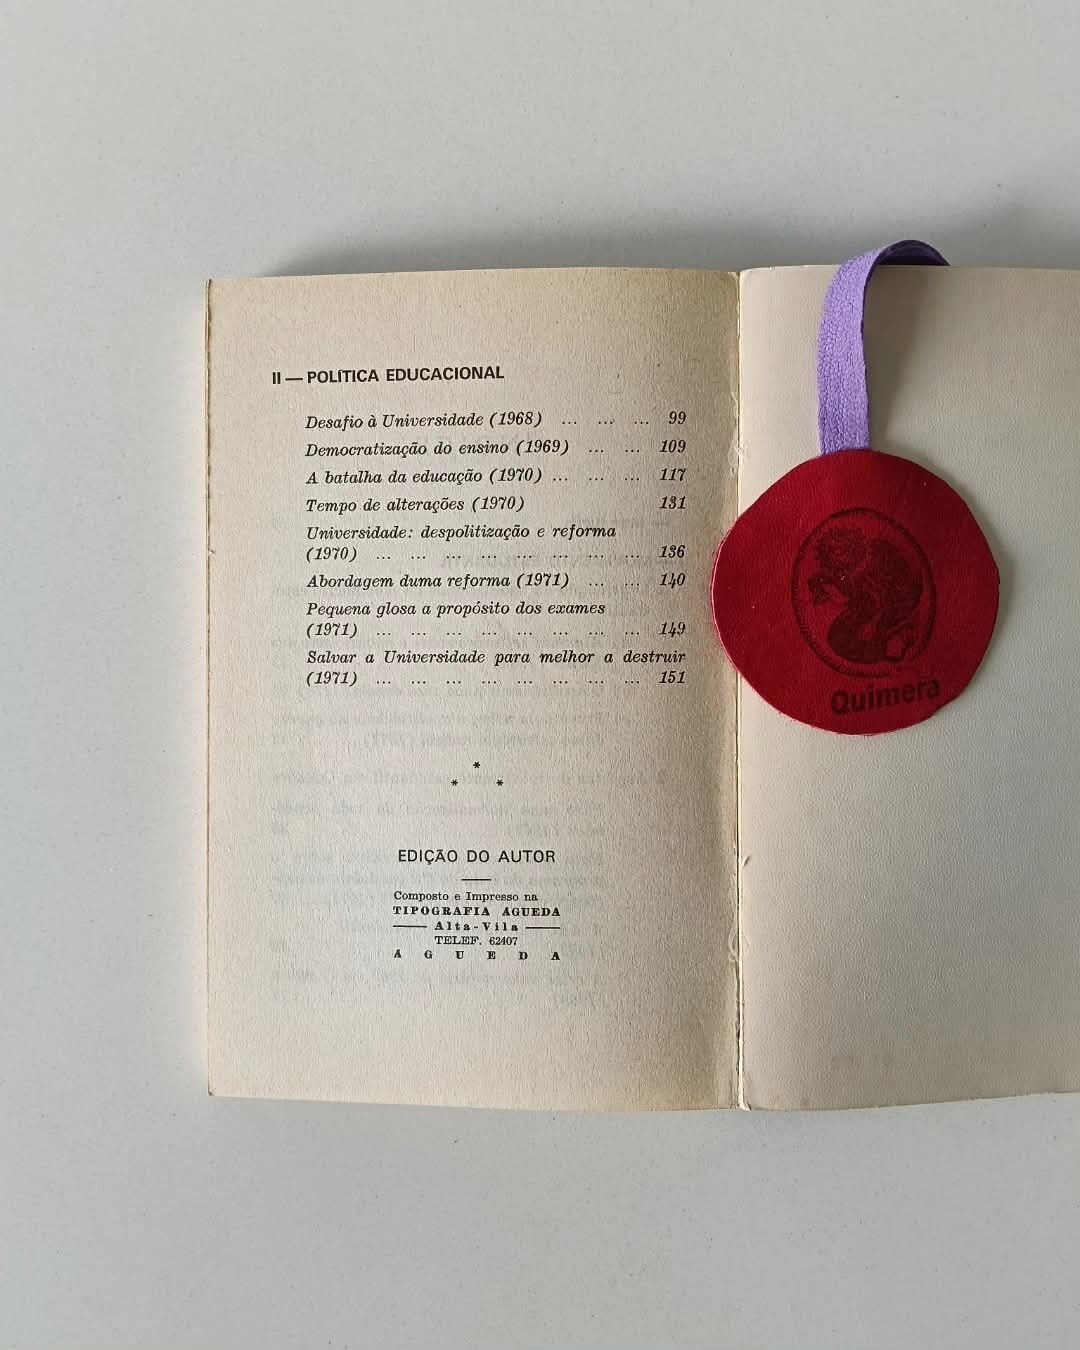 II — POLÍTICA EDUCACIONAL
Desafio à Universidade (1968) ... ... ... 99
Democratização do ensino (1969) ... ... 109
A batalha da educação (1970) ... ... ... 117
Tempo de alterações (1970) 131
Universidade: despolitização e reforma
(1970) ... ... ... ... ... ... ... ... 136
Abordagem duma reforma (1971) ... ... 140
Pequena glosa a propósito dos exames
(1971) ... ... ... ... ... ... ... ... 149
Salvar a Universidade para melhor a destruir
(1971) ... ... ... ... ... ... ... ... 151
*
* *
EDIÇÃO DO AUTOR
Composto e Impresso na
TIPOGRAFIA AGUEDA
Alta-Vila
TELEF. 62407
A G U E D A
Quimera